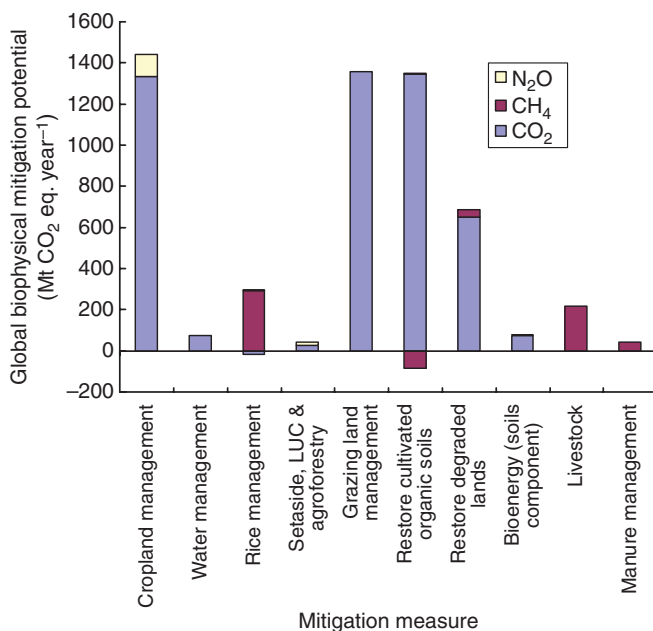 Global biophysical mitigation potential
(Mt CO₂ eq. year⁻¹)
1600
1400
1200
1000
800
600
400
200
0
−200
N₂O
CH₄
CO₂
Cropland management
Water management
Rice management
Setaside, LUC &
agroforestry
Grazing land
management
Restore cultivated
organic soils
Restore degraded
lands
Bioenergy (soils
component)
Livestock
Manure management
Mitigation measure